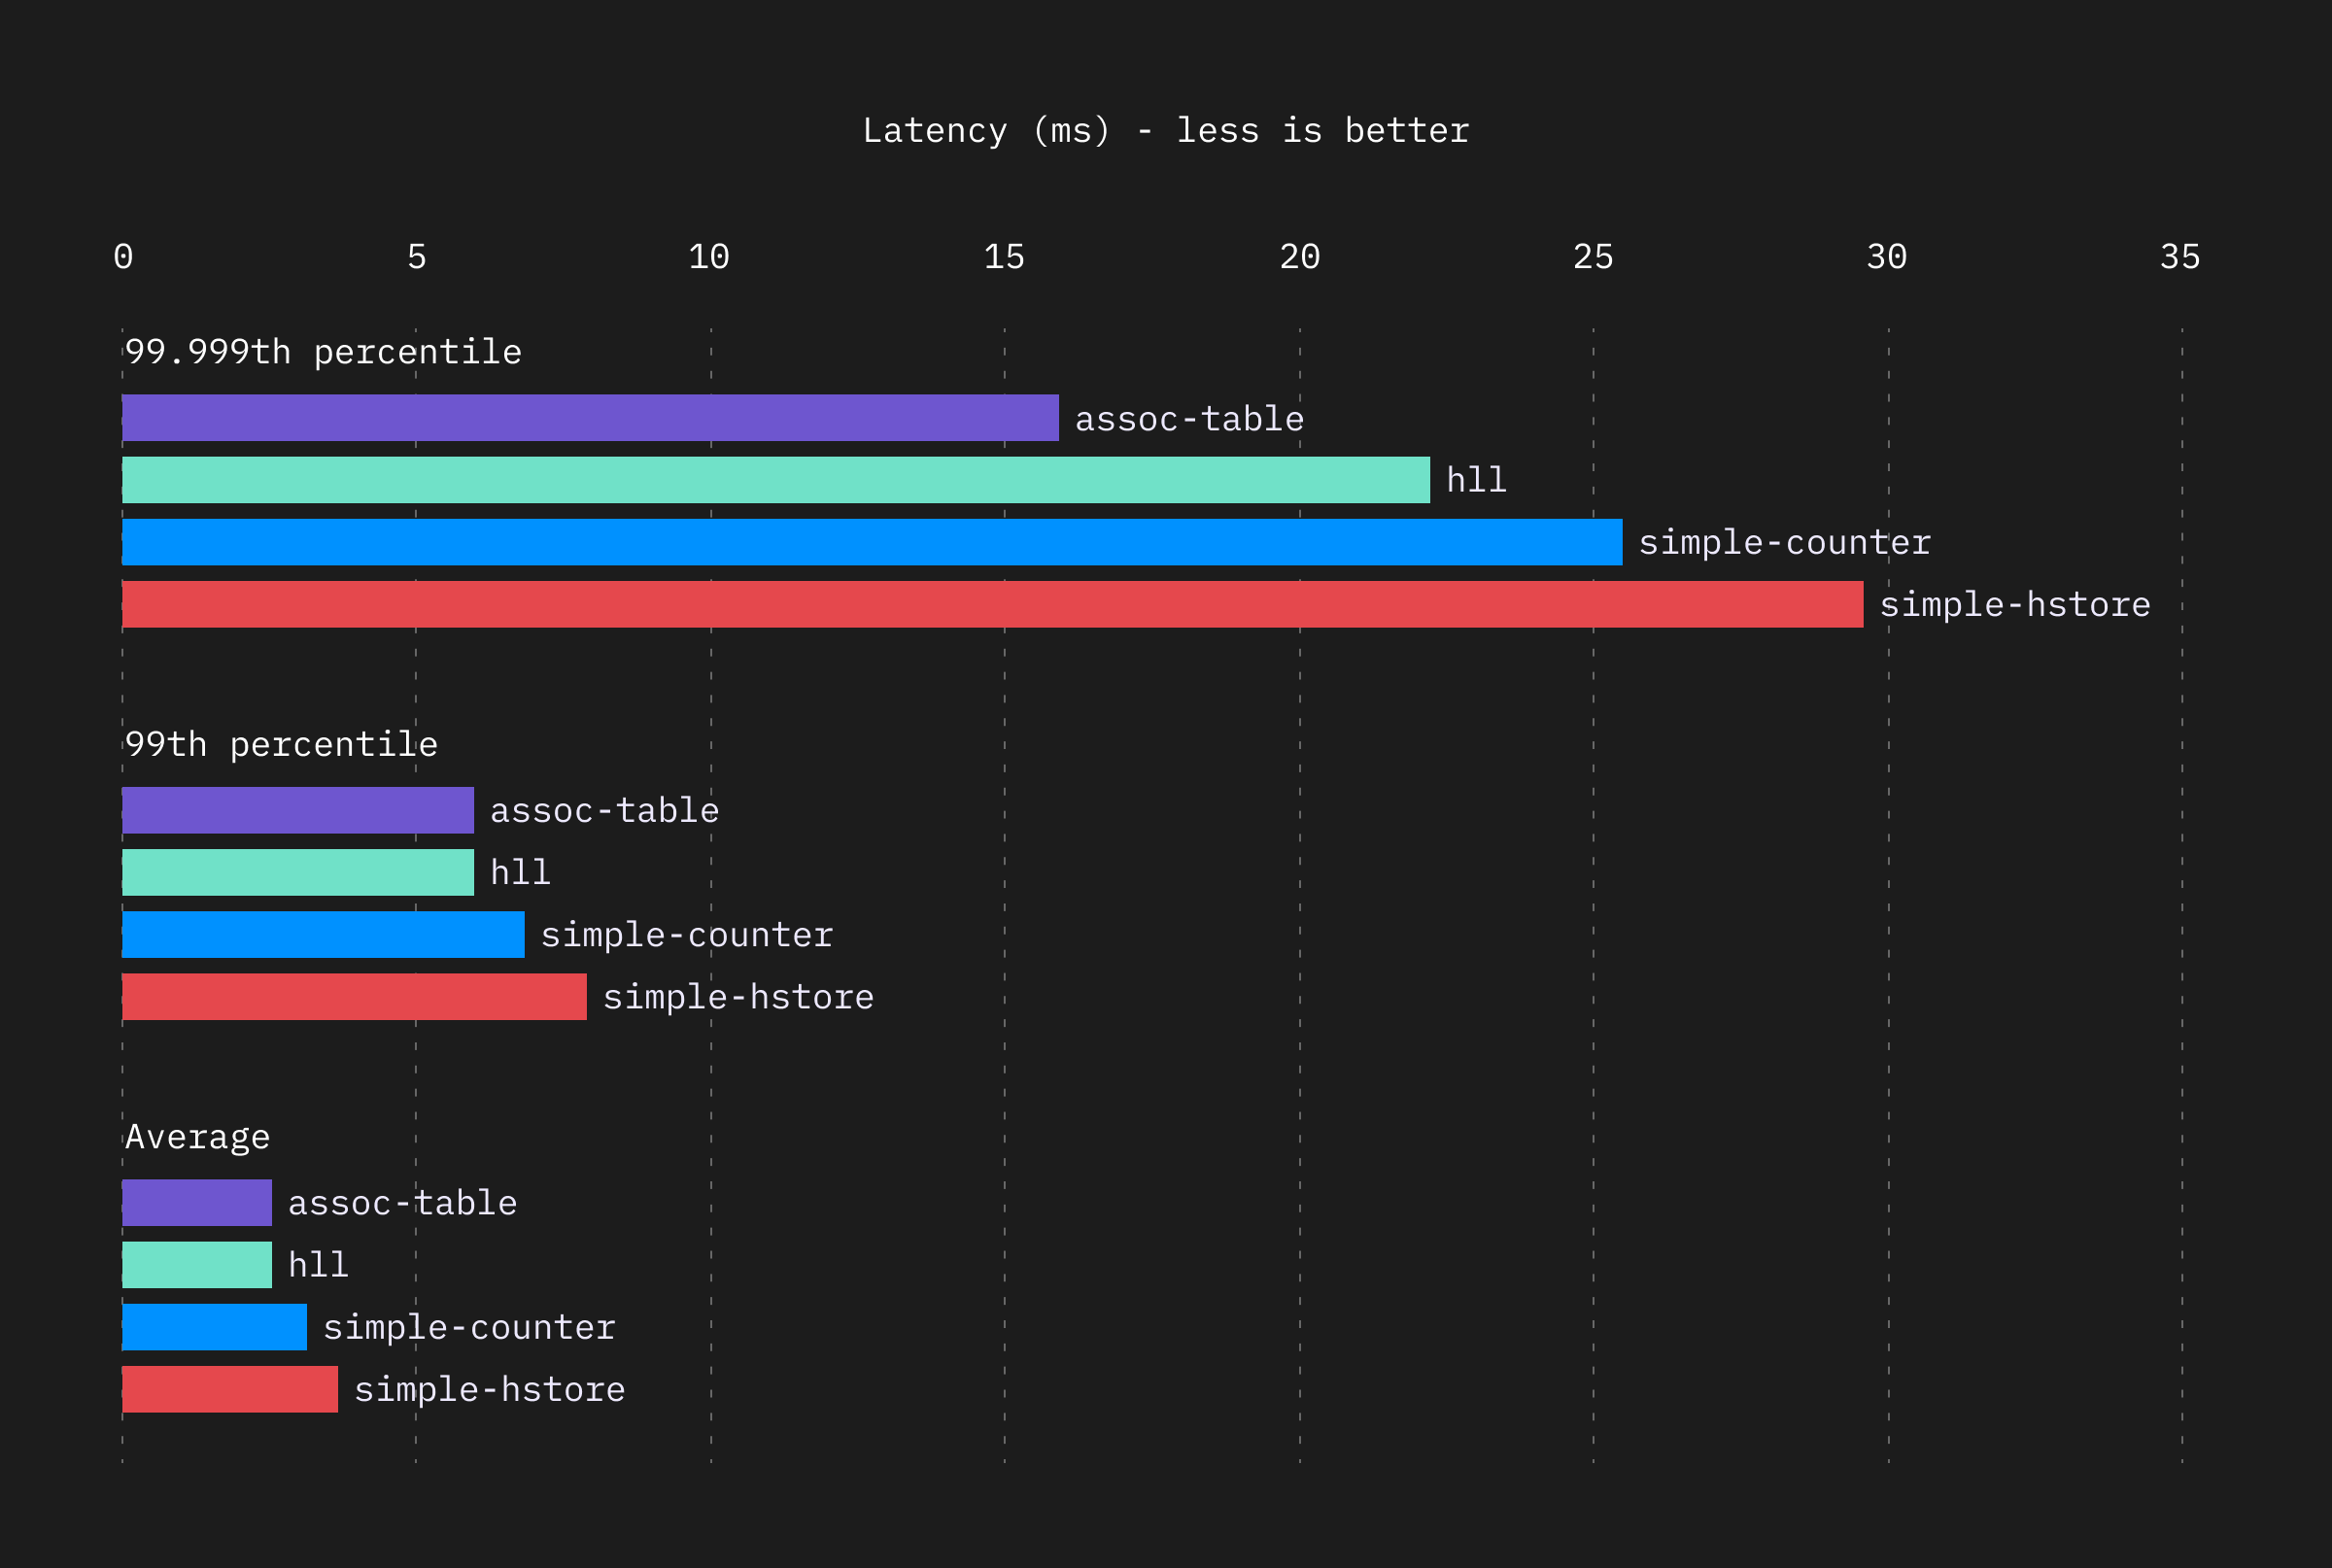 Latency (ms) - less is better
0 5 10 15 20 25 30 35
99.999th percentile
assoc-table
hll
simple-counter
simple-hstore
99th percentile
assoc-table
hll
simple-counter
simple-hstore
Average
assoc-table
hll
simple-counter
simple-hstore